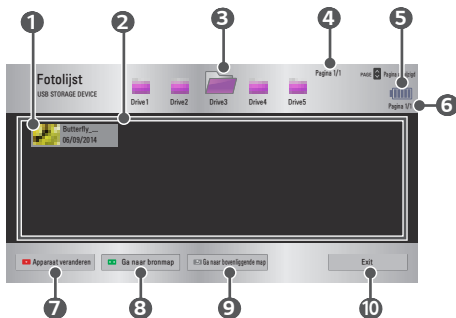 1
2
3
4
5
6
Pagina 1/1
PAGE
Fotolijst
USB STORAGE DEVICE
Drive1
Drive2
Drive3
Drive4
Drive5
Pagina 1/1
Butterfly_...
06/09/2014
Apparaat veranderen
Ga naar bronmap
Ga naar bovenliggende map
Exit
7
8
9
10